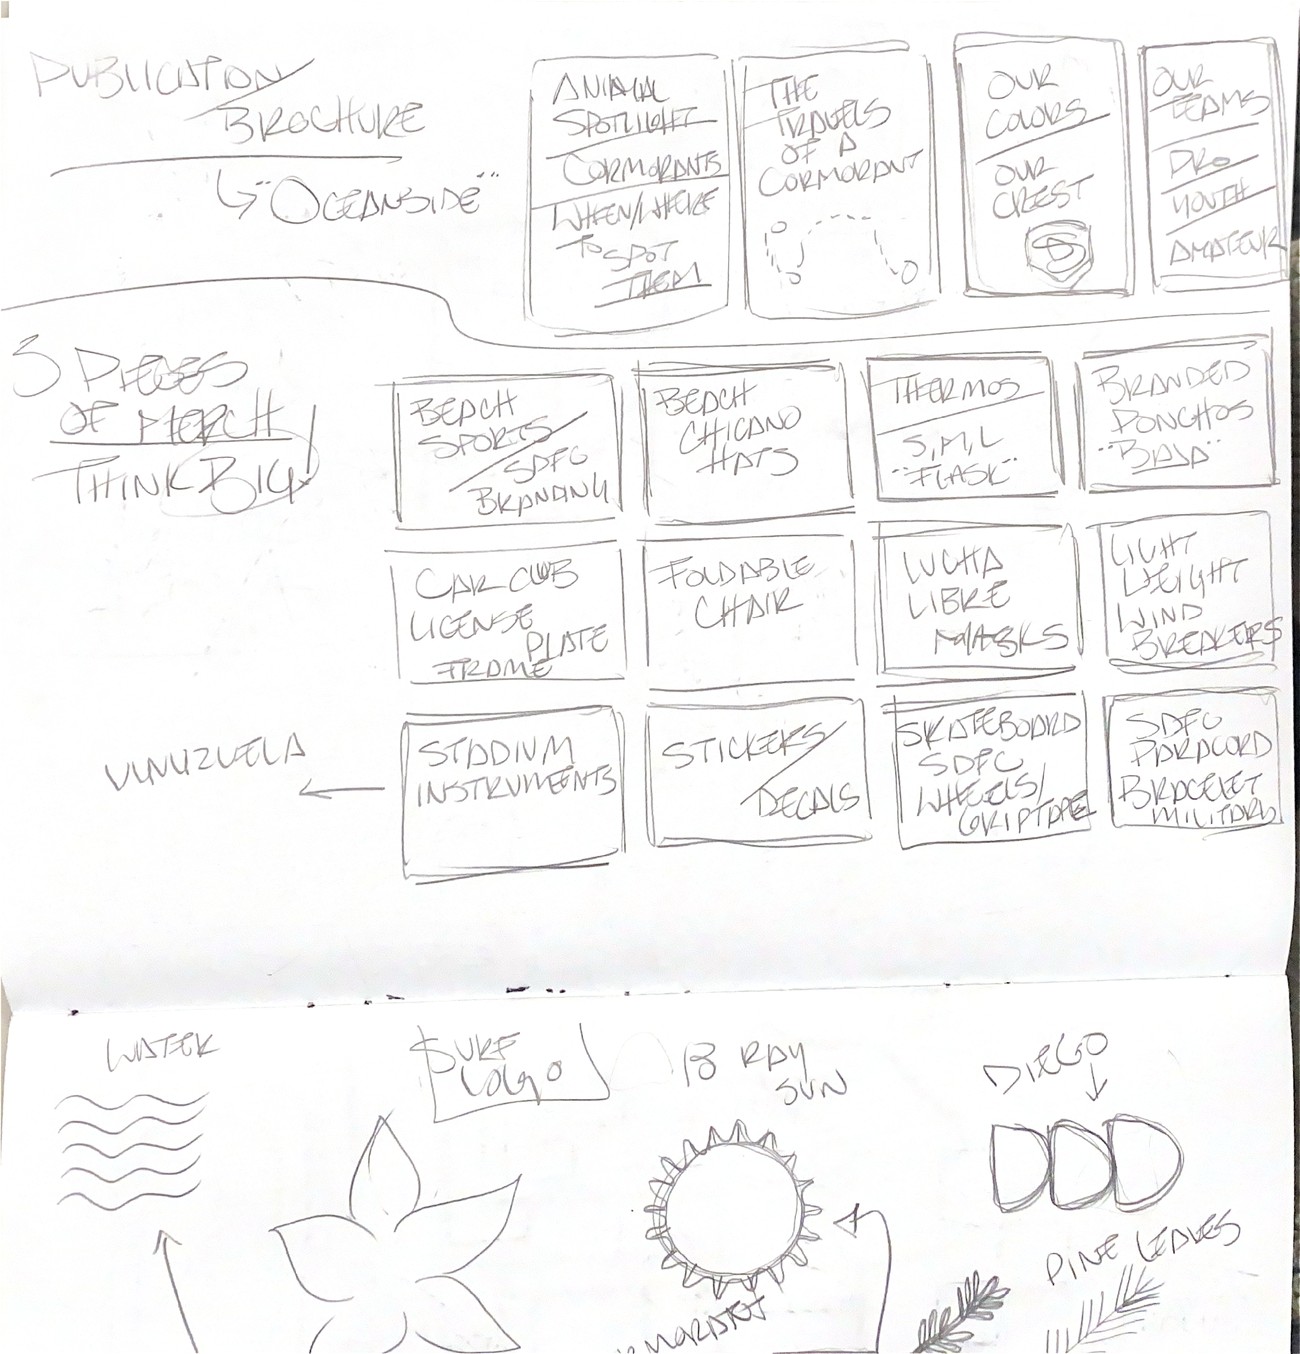 PUBLICATION/
BROCHURE
"OCEANSIDE"
ANIMAL
SPOTLIGHT
CORMORANTS
WHEN/WHERE
TO SPOT
THEM
THE
TRAVELS
OF A
CORMORANT
OUR
COLORS
OUR
CREST
OUR
TEAMS
PRO
YOUTH
AMATEUR
3 PIECES
OF MERCH
THINK BIG!
BEACH
SPORTS/
SDFC
BRANDING
BEACH
CHICANO
HATS
THERMOS
S, M, L
"FLASK"
BRANDED
PONCHOS
"BAJA"
CAR CLUB
LICENSE
PLATE
FRAME
FOLDABLE
CHAIR
LUCHA
LIBRE
MASKS
LIGHT
WEIGHT
WIND
BREAKERS
VUVUZUELA
STADIUM
INSTRUMENTS
STICKERS/
DECALS
SKATEBOARD
SDFC
WHEELS/
GRIPTAPE
SDFC
PARACORD
BRACELET
MILITARY
WATER
SURF
LOGO
18 RAY
SUN
DIEGO
DDD
PINE LEAVES